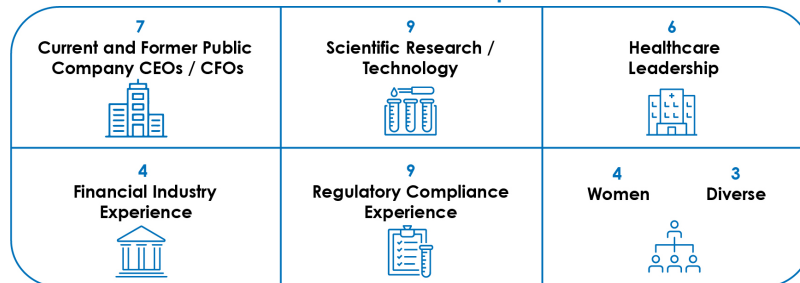 7
Current and Former Public
Company CEOs / CFOs
9
Scientific Research /
Technology
6
Healthcare
Leadership
4
Financial Industry
Experience
9
Regulatory Compliance
Experience
4
Women
3
Diverse